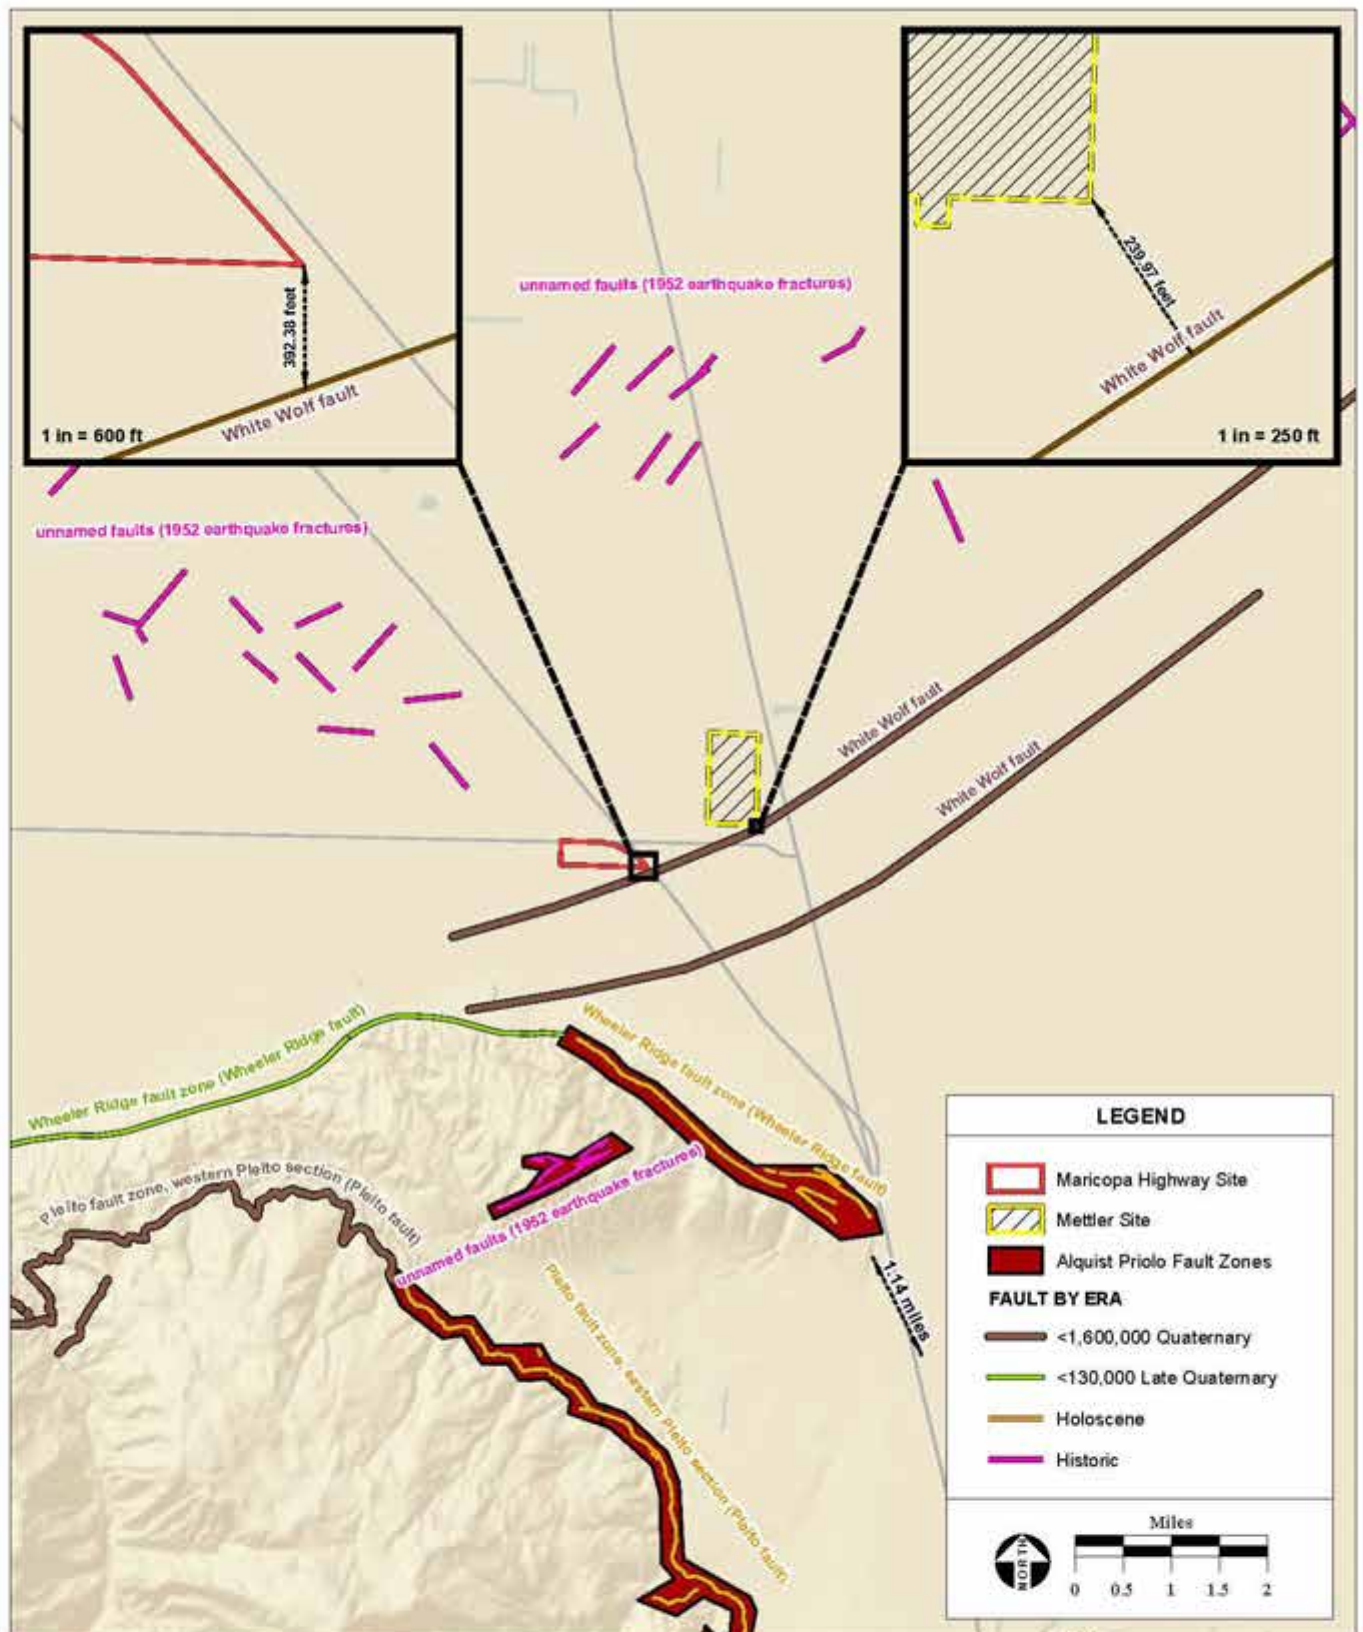 392.38 feet
White Wolf fault
1 in = 600 ft
239.97 feet
White Wolf fault
1 in = 250 ft
unnamed faults (1952 earthquake fractures)
unnamed faults (1952 earthquake fractures)
White Wolf fault
White Wolf fault
Wheeler Ridge fault zone (Wheeler Ridge fault)
Wheeler Ridge fault zone (Wheeler Ridge fault)
Pleito fault zone, western Pleito section (Pleito fault)
unnamed faults (1952 earthquake fractures)
Pleito fault zone, eastern Pleito section (Pleito fault)
1.14 miles
LEGEND
Maricopa Highway Site
Mettler Site
Alquist Priolo Fault Zones
FAULT BY ERA
<1,600,000 Quaternary
<130,000 Late Quaternary
Holoscene
Historic
NORTH
Miles
0 0.5 1 1.5 2